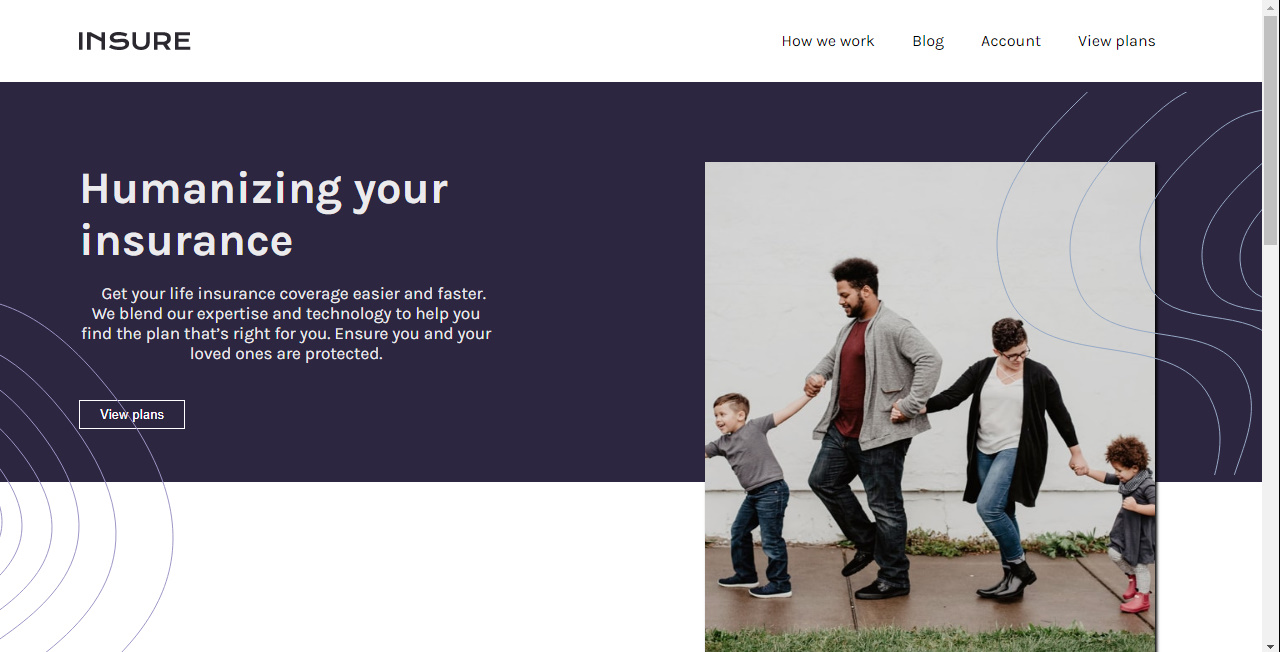 INSURE
How we work Blog Account View plans
Humanizing your
insurance
Get your life insurance coverage easier and faster.
We blend our expertise and technology to help you
find the plan that’s right for you. Ensure you and your
loved ones are protected.
View plans